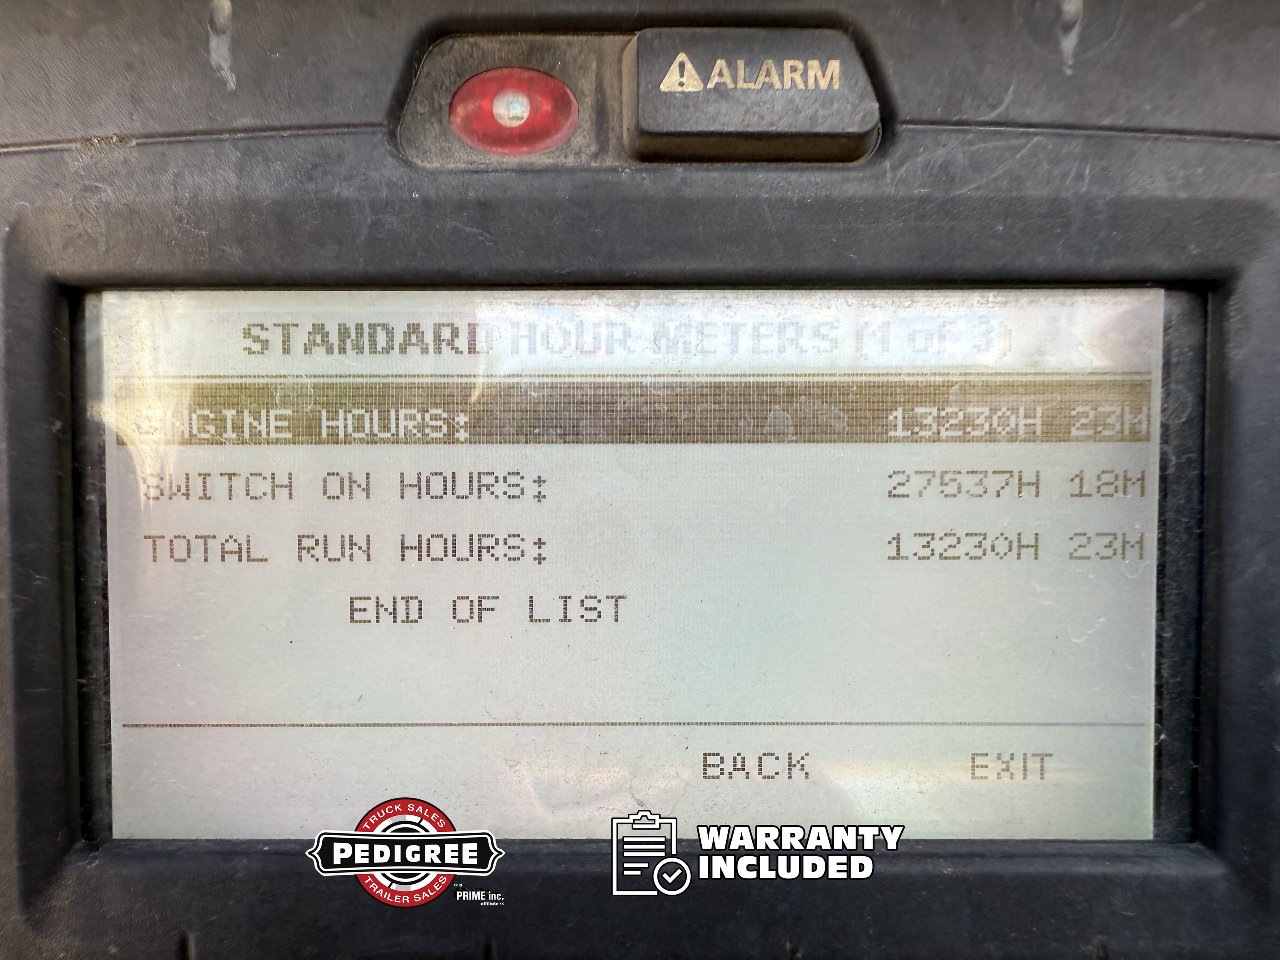 ALARM
STANDARD HOUR METERS (1 of 3)
ENGINE HOURS: 13230H 23M
SWITCH ON HOURS: 27537H 18M
TOTAL RUN HOURS: 13230H 23M
END OF LIST
BACK EXIT
TRUCK SALES
PEDIGREE
TRAILER SALES
PRIME inc.
affiliate
WARRANTY
INCLUDED